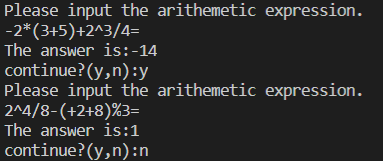 Please input the arithemetic expression.
-2*(3+5)+2^3/4=
The answer is:-14
continue?(y,n):y
Please input the arithemetic expression.
2^4/8-(+2+8)%3=
The answer is:1
continue?(y,n):n